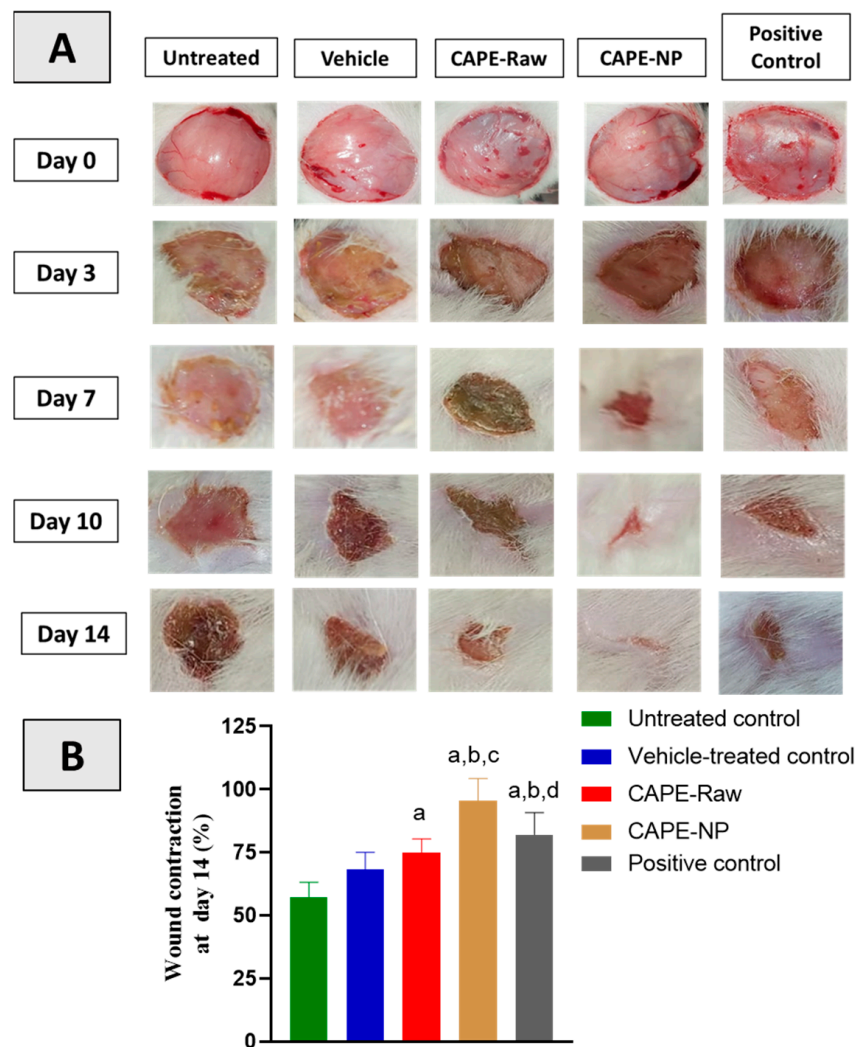 A
Untreated
Vehicle
CAPE-Raw
CAPE-NP
Positive
Control
Day 0
Day 3
Day 7
Day 10
Day 14
B
Wound contraction
at day 14 (%)
125
100
75
50
25
0
a
a,b,c
a,b,d
Untreated control
Vehicle-treated control
CAPE-Raw
CAPE-NP
Positive control